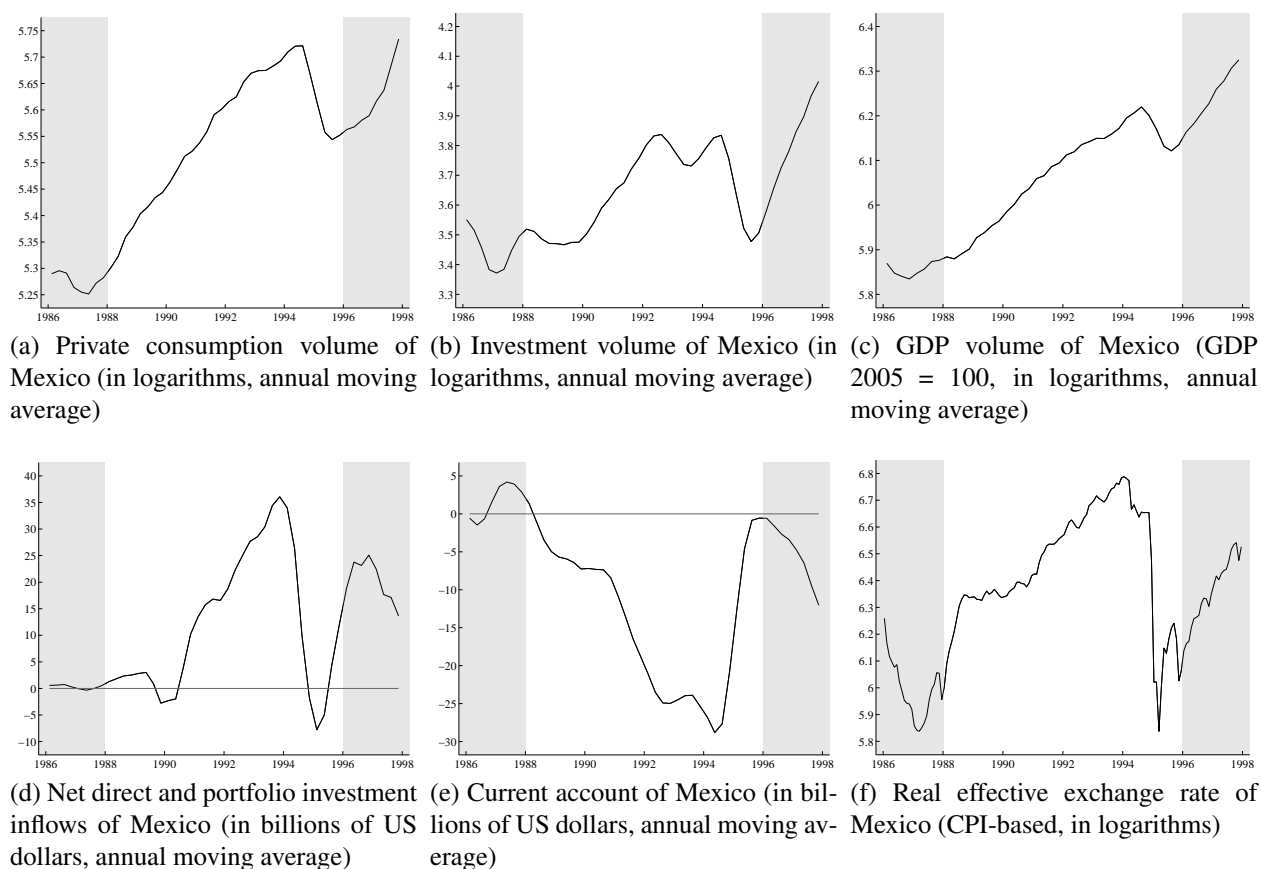 5.75
5.7
5.65
5.6
5.55
5.5
5.45
5.4
5.35
5.3
5.25
1986 1988 1990 1992 1994 1996 1998
(a) Private consumption volume of
Mexico (in logarithms, annual moving
average)
4.2
4.1
4
3.9
3.8
3.7
3.6
3.5
3.4
3.3
1986 1988 1990 1992 1994 1996 1998
(b) Investment volume of Mexico (in
logarithms, annual moving average)
6.4
6.3
6.2
6.1
6
5.9
5.8
1986 1988 1990 1992 1994 1996 1998
(c) GDP volume of Mexico (GDP
2005 = 100, in logarithms, annual
moving average)
40
35
30
25
20
15
10
5
0
−5
−10
1986 1988 1990 1992 1994 1996 1998
(d) Net direct and portfolio investment
inflows of Mexico (in billions of US
dollars, annual moving average)
5
0
−5
−10
−15
−20
−25
−30
1986 1988 1990 1992 1994 1996 1998
(e) Current account of Mexico (in bil-
lions of US dollars, annual moving av-
erage)
6.8
6.7
6.6
6.5
6.4
6.3
6.2
6.1
6
5.9
5.8
1986 1988 1990 1992 1994 1996 1998
(f) Real effective exchange rate of
Mexico (CPI-based, in logarithms)